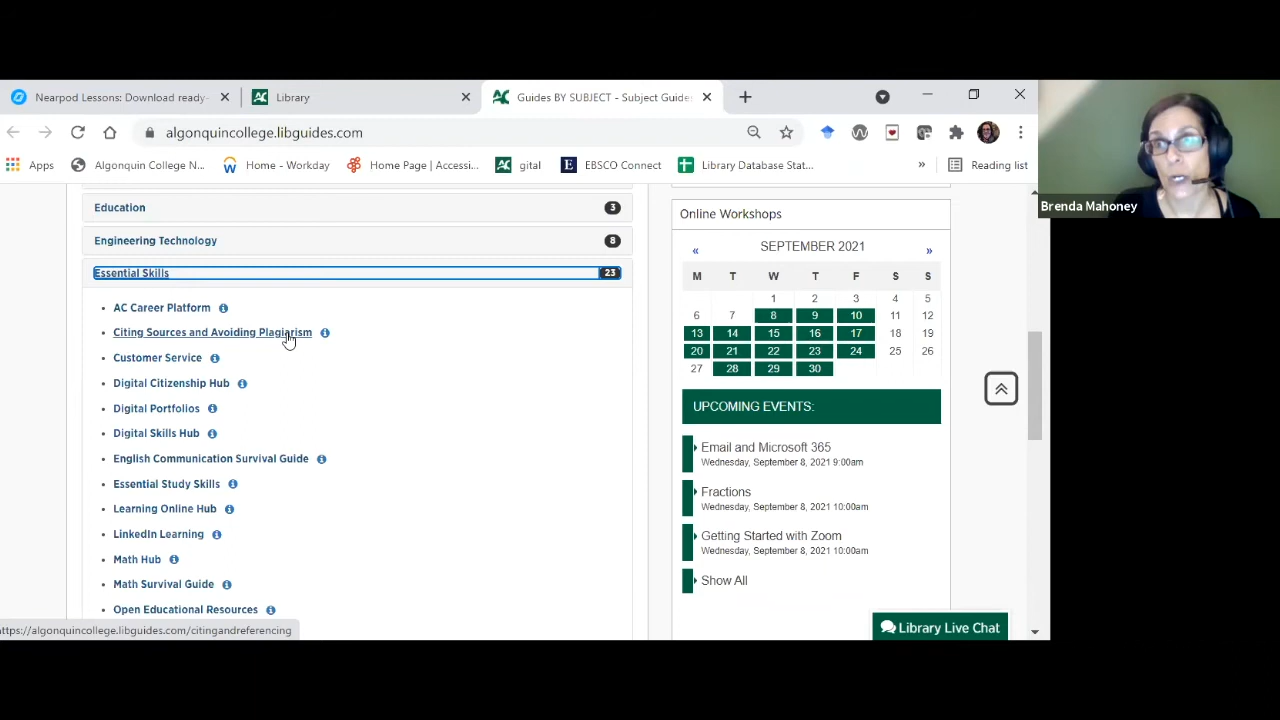 Nearpod Lessons: Download ready-
Library
Guides BY SUBJECT - Subject Guides
algonquincollege.libguides.com
Apps
Algonquin College N...
Home - Workday
Home Page | Accessi...
gital
EBSCO Connect
Library Database Stat...
»
Reading list
Brenda Mahoney
Education 3
Engineering Technology 8
Essential Skills 23
• AC Career Platform
• Citing Sources and Avoiding Plagiarism
• Customer Service
• Digital Citizenship Hub
• Digital Portfolios
• Digital Skills Hub
• English Communication Survival Guide
• Essential Study Skills
• Learning Online Hub
• LinkedIn Learning
• Math Hub
• Math Survival Guide
• Open Educational Resources
https://algonquincollege.libguides.com/citingandreferencing
Online Workshops
« SEPTEMBER 2021 »
M T W T F S S
1 2 3 4 5
6 7 8 9 10 11 12
13 14 15 16 17 18 19
20 21 22 23 24 25 26
27 28 29 30
UPCOMING EVENTS:
Email and Microsoft 365
Wednesday, September 8, 2021 9:00am
Fractions
Wednesday, September 8, 2021 10:00am
Getting Started with Zoom
Wednesday, September 8, 2021 10:00am
Show All
Library Live Chat